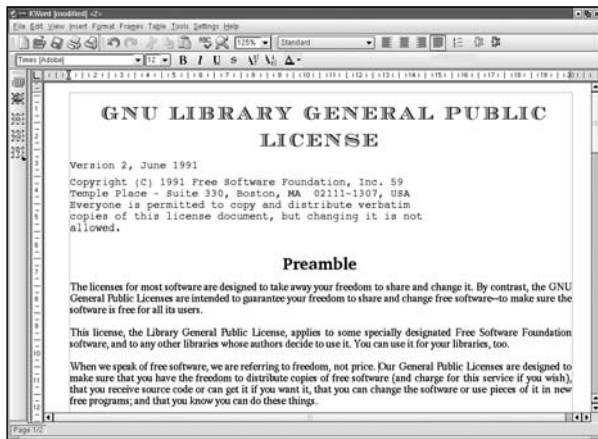 KWord [modified] <2>
File Edit View Insert Format Frames Table Tools Settings Help
125% Standard
Times [Adobe] 12 B I U S
GNU LIBRARY GENERAL PUBLIC
LICENSE
Version 2, June 1991
Copyright (C) 1991 Free Software Foundation, Inc. 59
Temple Place - Suite 330, Boston, MA 02111-1307, USA
Everyone is permitted to copy and distribute verbatim
copies of this license document, but changing it is not
allowed.
Preamble
The licenses for most software are designed to take away your freedom to share and change it. By contrast, the GNU
General Public Licenses are intended to guarantee your freedom to share and change free software--to make sure the
software is free for all its users.
This license, the Library General Public License, applies to some specially designated Free Software Foundation
software, and to any other libraries whose authors decide to use it. You can use it for your libraries, too.
When we speak of free software, we are referring to freedom, not price. Our General Public Licenses are designed to
make sure that you have the freedom to distribute copies of free software (and charge for this service if you wish),
that you receive source code or can get it if you want it, that you can change the software or use pieces of it in new
free programs; and that you know you can do these things.
Page 1/2